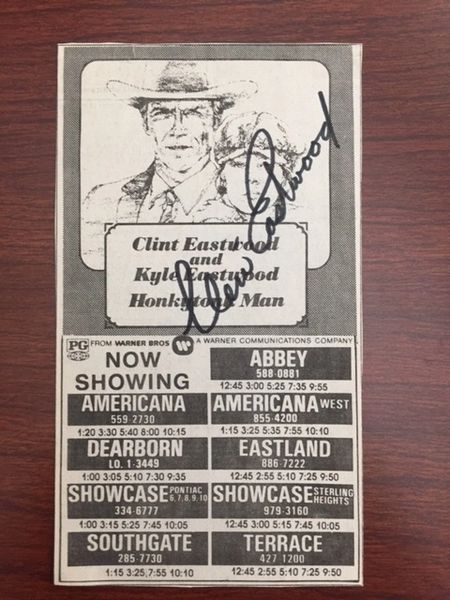 Clint Eastwood
Clint Eastwood
and
Kyle Eastwood
Honkytonk Man
PG FROM WARNER BROS A WARNER COMMUNICATIONS COMPANY
NOW
SHOWING
ABBEY
588-0881
12:45 3:00 5:25 7:35 9:55
AMERICANA
559-2730
1:20 3:30 5:40 8:00 10:15
AMERICANA WEST
855-4200
1:15 3:25 5:35 7:55 10:10
DEARBORN
LO. 1-3449
1:00 3:05 5:10 7:30 9:35
EASTLAND
886-7222
12:45 2:55 5:10 7:25 9:50
SHOWCASE PONTIAC
6,7,8,9,10
334-6777
1:00 3:15 5:25 7:45 10:05
SHOWCASE STERLING
HEIGHTS
979-3160
12:45 3:00 5:15 7:45 10:05
SOUTHGATE
285-7730
1:15 3:25 7:55 10:10
TERRACE
427 1200
12:45 2:55 5:10 7:25 9:50